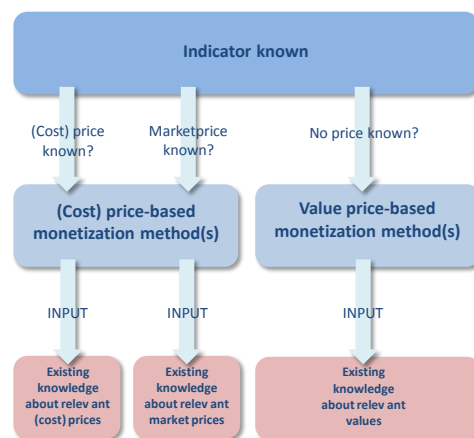 Indicator known
(Cost) price
known?
Marketprice
known?
No price known?
(Cost) price-based
monetization method(s)
Value price-based
monetization method(s)
INPUT
INPUT
INPUT
Existing
knowledge
about relev ant
(cost) prices
Existing
knowledge
about relev ant
market prices
Existing
knowledge
about relev ant
values